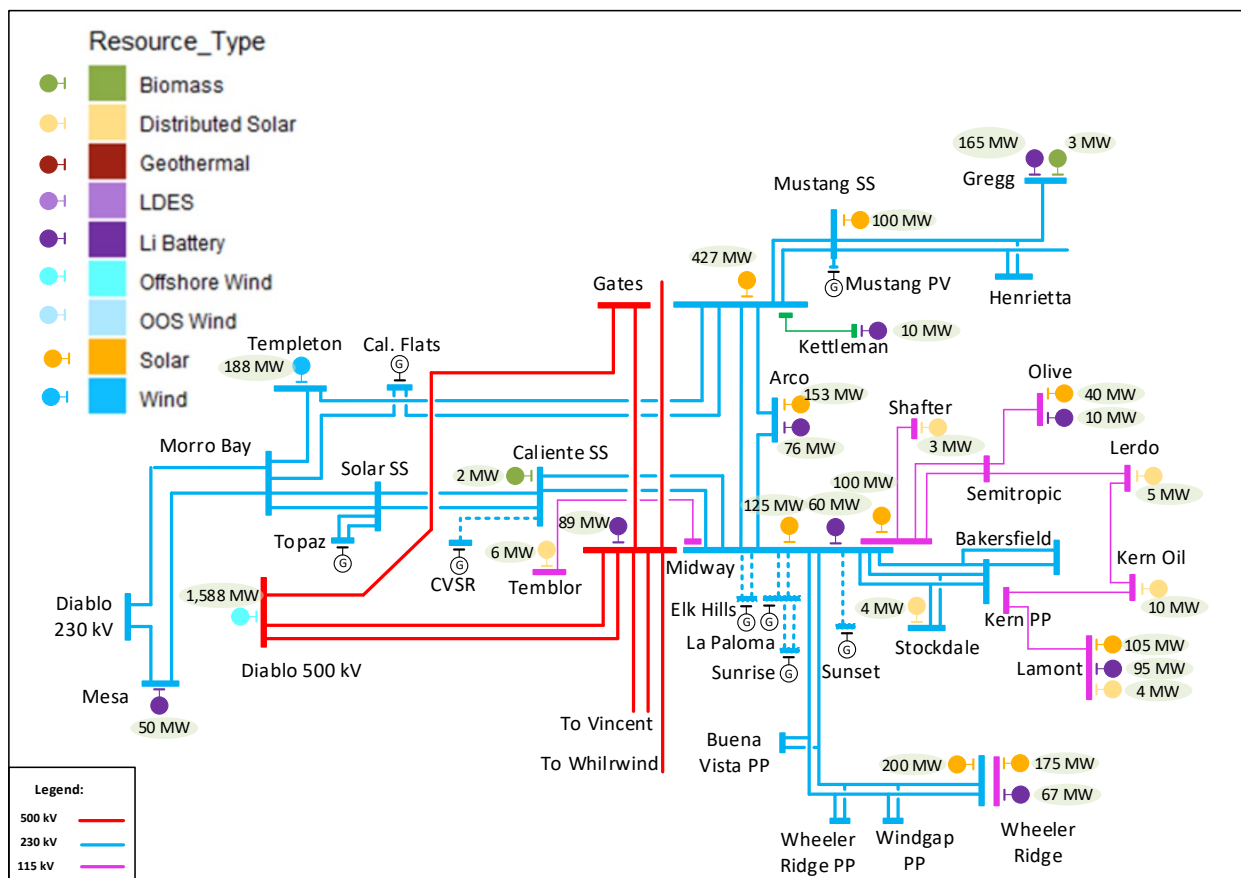 Resource_Type
Biomass
Distributed Solar
Geothermal
LDES
Li Battery
Offshore Wind
OOS Wind
Solar
Wind
165 MW
3 MW
Gregg
Mustang SS
100 MW
427 MW
G
Mustang PV
Henrietta
Gates
Kettleman
10 MW
Templeton
188 MW
Cal. Flats
G
Arco
153 MW
76 MW
Olive
40 MW
10 MW
Shafter
3 MW
Lerdo
5 MW
Semitropic
Morro Bay
Solar SS
Caliente SS
2 MW
Topaz
G
CVSR
G
89 MW
6 MW
Temblor
125 MW
60 MW
100 MW
Midway
Bakersfield
Kern Oil
10 MW
Kern PP
4 MW
Stockdale
Elk Hills
G
La Paloma
G
Sunrise
G
Sunset
G
Lamont
105 MW
95 MW
4 MW
1,588 MW
Diablo 500 kV
Diablo
230 kV
Mesa
50 MW
To Vincent
To Whilrwind
Buena
Vista PP
200 MW
175 MW
67 MW
Wheeler
Ridge PP
Windgap
PP
Wheeler
Ridge
Legend:
500 kV
230 kV
115 kV